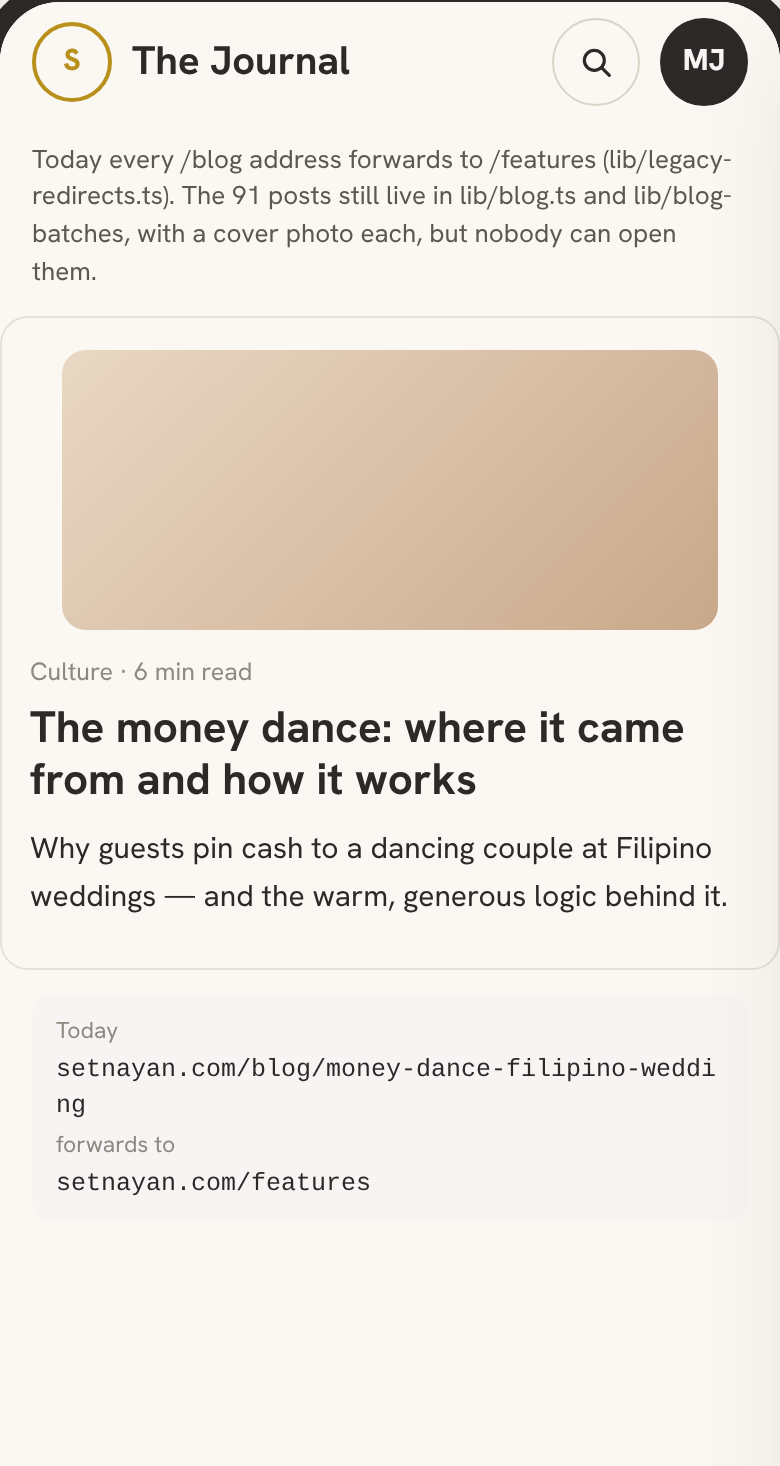 S The Journal MJ
Today every /blog address forwards to /features (lib/legacy-
redirects.ts). The 91 posts still live in lib/blog.ts and lib/blog-
batches, with a cover photo each, but nobody can open
them.
Culture · 6 min read
The money dance: where it came
from and how it works
Why guests pin cash to a dancing couple at Filipino
weddings — and the warm, generous logic behind it.
Today
setnayan.com/blog/money-dance-filipino-weddi
ng
forwards to
setnayan.com/features